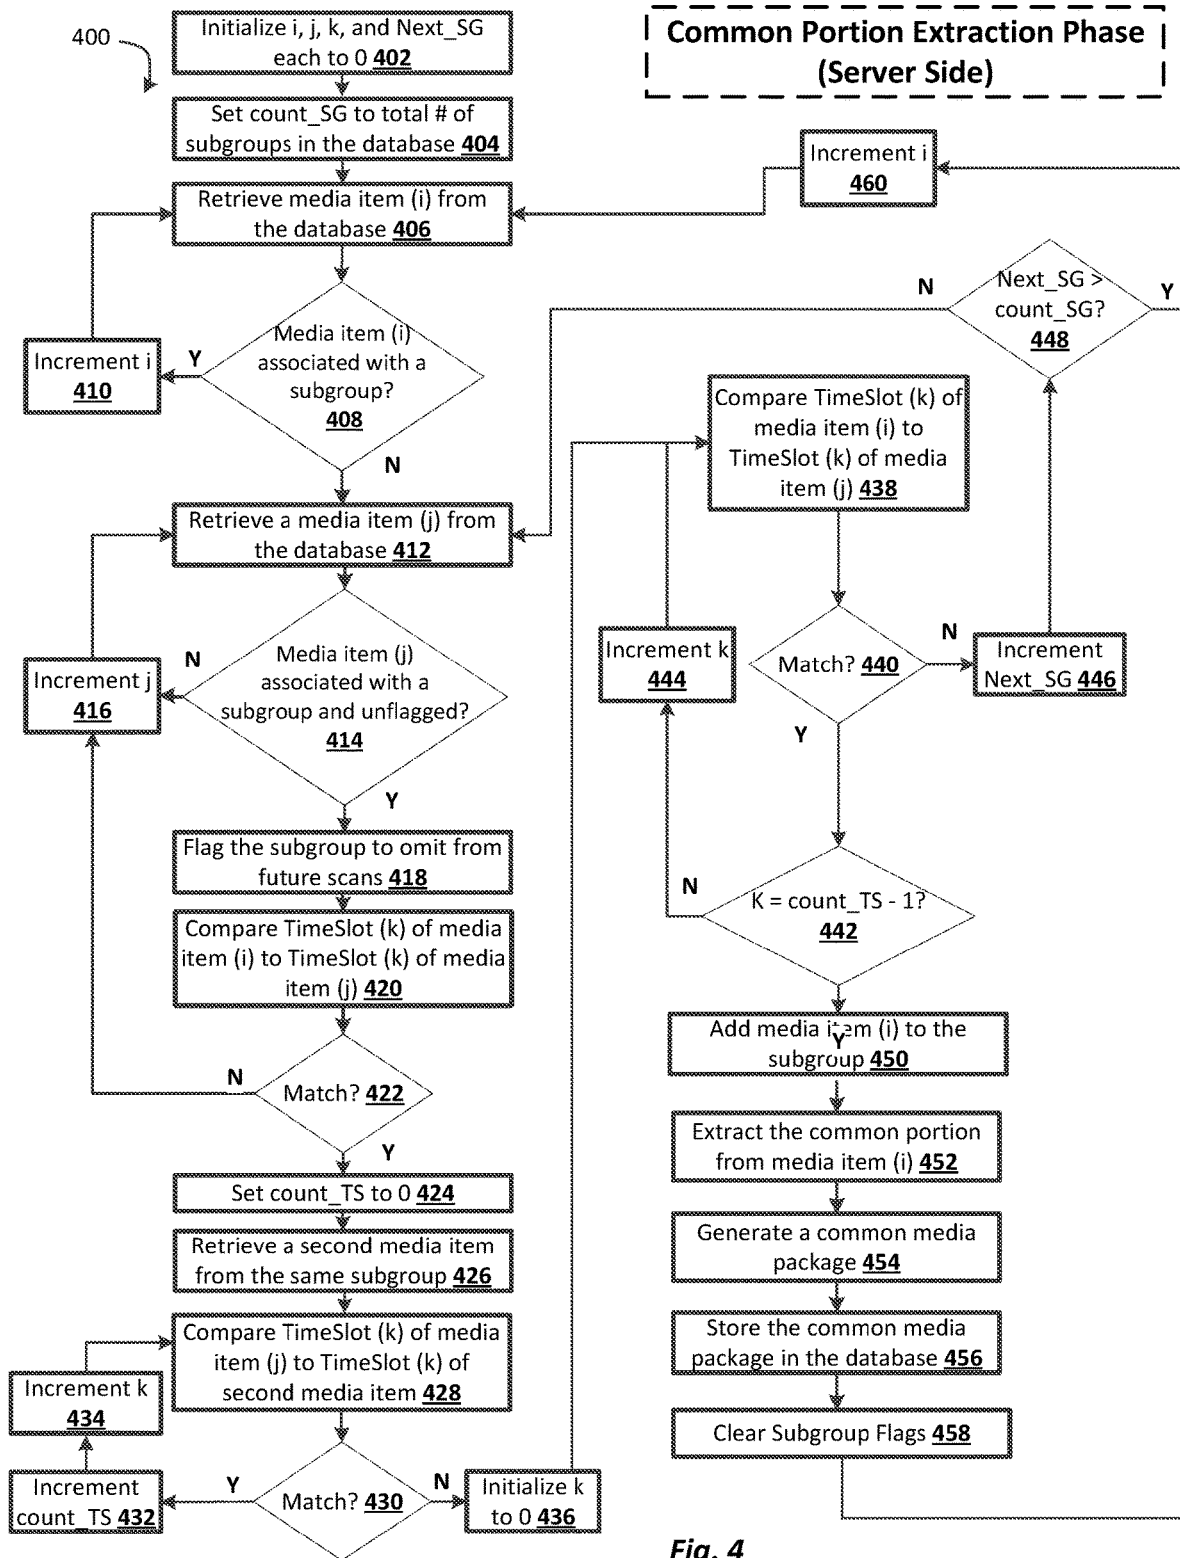 400
Initialize i, j, k, and Next_SG
each to 0 402
Set count_SG to total # of
subgroups in the database 404
Retrieve media item (i) from
the database 406
Media item (i)
associated with a
subgroup?
408
Y
N
Increment i
410
Retrieve a media item (j) from
the database 412
Media item (j)
associated with a
subgroup and unflagged?
414
N
Y
Increment j
416
Flag the subgroup to omit from
future scans 418
Compare TimeSlot (k) of media
item (i) to TimeSlot (k) of media
item (j) 420
Match? 422
N
Y
Set count_TS to 0 424
Retrieve a second media item
from the same subgroup 426
Compare TimeSlot (k) of media
item (j) to TimeSlot (k) of
second media item 428
Increment k
434
Increment
count_TS 432
Y
Match? 430
N
Initialize k
to 0 436
Common Portion Extraction Phase
(Server Side)
Increment i
460
Next_SG >
count_SG?
448
N
Y
Compare TimeSlot (k) of
media item (i) to
TimeSlot (k) of media
item (j) 438
Increment k
444
Match? 440
N
Y
Increment
Next_SG 446
K = count_TS - 1?
442
N
Y
Add media item (i) to the
subgroup 450
Extract the common portion
from media item (i) 452
Generate a common media
package 454
Store the common media
package in the database 456
Clear Subgroup Flags 458
Fig. 4